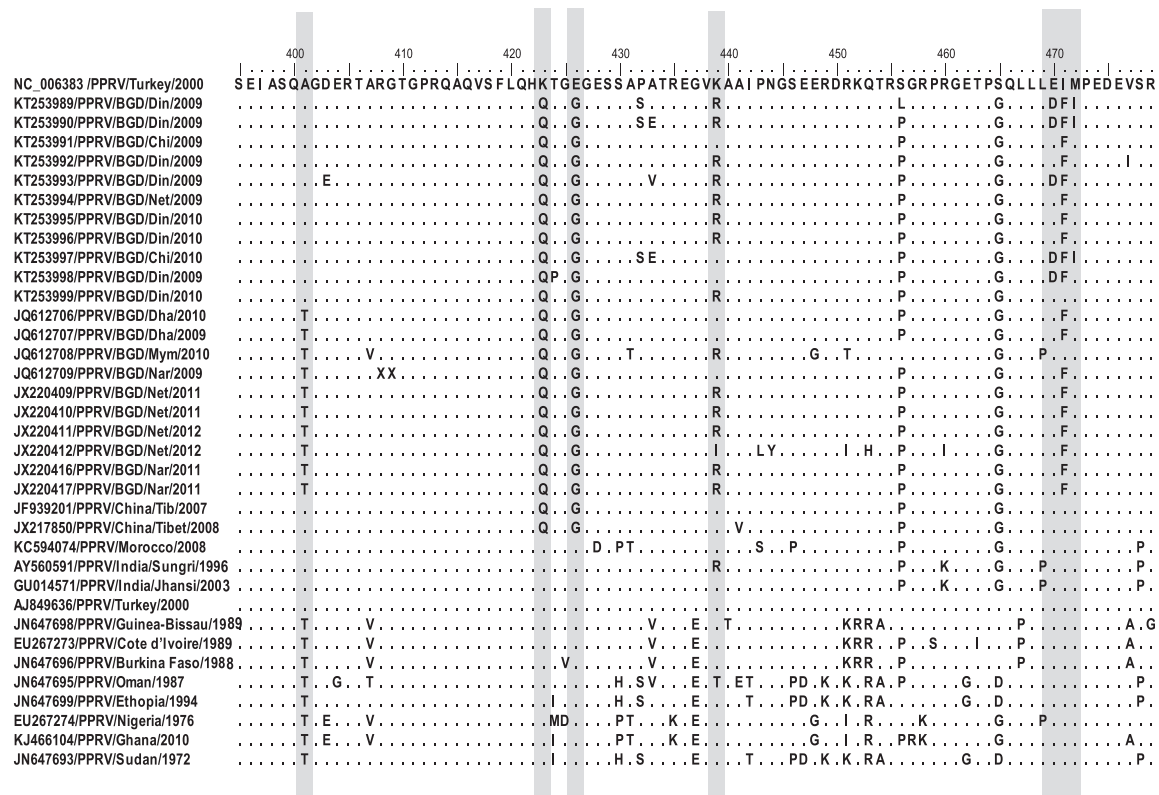 400 410 420 430 440 450 460 470
NC_006383 /PPRV/Turkey/2000 SEIASQAGDERTARGTGPRQAQVSFLQHKTGEGESSAPATREGVKAAIPNGSEERDRKQTRSGRPRGETPSQLLLEIMPEDEVSR
KT253989/PPRV/BGD/Din/2009 ............................Q..G.....S......R................L........G....DFI.......
KT253990/PPRV/BGD/Din/2009 ............................Q..G.....SE.....R................P........G....DFI.......
KT253991/PPRV/BGD/Chi/2009 ............................Q..G.............................P........G.....F........
KT253992/PPRV/BGD/Din/2009 ............................Q..G............R................P........G.....F.....I..
KT253993/PPRV/BGD/Din/2009 ........E...................Q..G......V.....R................P........G....DF........
KT253994/PPRV/BGD/Net/2009 ............................Q..G............R................P........G.....F........
KT253995/PPRV/BGD/Din/2010 ............................Q..G............R................P........G.....F........
KT253996/PPRV/BGD/Din/2010 ............................Q..G............R................P........G.....F........
KT253997/PPRV/BGD/Chi/2010 ............................Q..G.....SE......................P........G....DFI.......
KT253998/PPRV/BGD/Din/2009 ............................QP.G.............................P........G....DF........
KT253999/PPRV/BGD/Din/2010 ............................Q..G............R................P........G..............
JQ612706/PPRV/BGD/Dha/2010 ......T.....................Q..G.............................P........G.....F........
JQ612707/PPRV/BGD/Dha/2009 ......T.....................Q..G.............................P........G.....F........
JQ612708/PPRV/BGD/Mym/2010 ......T.....V...............Q..G....T.......R........G..T.............G...P..........
JQ612709/PPRV/BGD/Nar/2009 ......T......XX.............Q..G.............................P........G.....F........
JX220409/PPRV/BGD/Net/2011 ......T.....................Q..G............R................P........G.....F........
JX220410/PPRV/BGD/Net/2011 ......T.....................Q..G............R................P........G.....F........
JX220411/PPRV/BGD/Net/2012 ......T.....................Q..G............R................P........G.....F........
JX220412/PPRV/BGD/Net/2012 ......T.....................Q..G............I...LY......I.H..P...I....G.....F........
JX220416/PPRV/BGD/Nar/2011 ......T.....................Q..G............R................P........G.....F........
JX220417/PPRV/BGD/Nar/2011 ......T.....................Q..G............R................P........G.....F........
JF939201/PPRV/China/Tib/2007 ............................Q..G.............................P........G..............
JX217850/PPRV/China/Tibet/2008 ............................Q..G..............V..............P........G..............
KC594074/PPRV/Morocco/2008 .................................D.PT...........S..P.........P........G............P.
AY560591/PPRV/India/Sungri/1996 ............................................R................P...K....G...P........P.
GU014571/PPRV/India/Jhansi/2003 .............................................................P...K....G...P........P.
AJ849636/PPRV/Turkey/2000 .....................................................................................
JN647698/PPRV/Guinea-Bissau/1989 ......T.....V.........................V...E..T..........KRRA............P.........A.G
EU267273/PPRV/Cote d'Ivoire/1989 ......T.....V.........................V...E.............KRRA.P..S...I...P.........A..
JN647696/PPRV/Burkina Faso/1988 ......T.....V.................V.......V...E.............KRRA.P..........P.........A..
JN647695/PPRV/Oman/1987 ......T..G..T......................H.SV...E.T.ET...PD.K.K.RA.P.....G..D............P.
JN647699/PPRV/Ethopia/1994 ......T......................I.....H.S....E....T...PD.K.K.RA.......G..D............P.
EU267274/PPRV/Nigeria/1976 ......T.E...V................MD....PT...K.E..........G..I.R....K......G...P..........
KJ466104/PPRV/Ghana/2010 ......T.E...V................I.....PT...K.E..........G..I.R..PRK......G...........A..
JN647693/PPRV/Sudan/1972 ......T......................I.....H.S....E....T...PD.K.K.RA.......G..D............P.